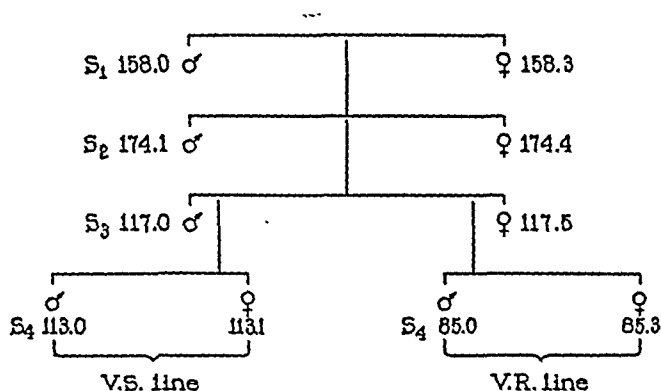 S₁ 158.0 ♂ ♀ 158.3
S₂ 174.1 ♂ ♀ 174.4
S₃ 117.0 ♂ ♀ 117.5
♂ ♀ ♂ ♀
S₄ 113.0 113.1 S₄ 85.0 85.3
V.S. line V.R. line